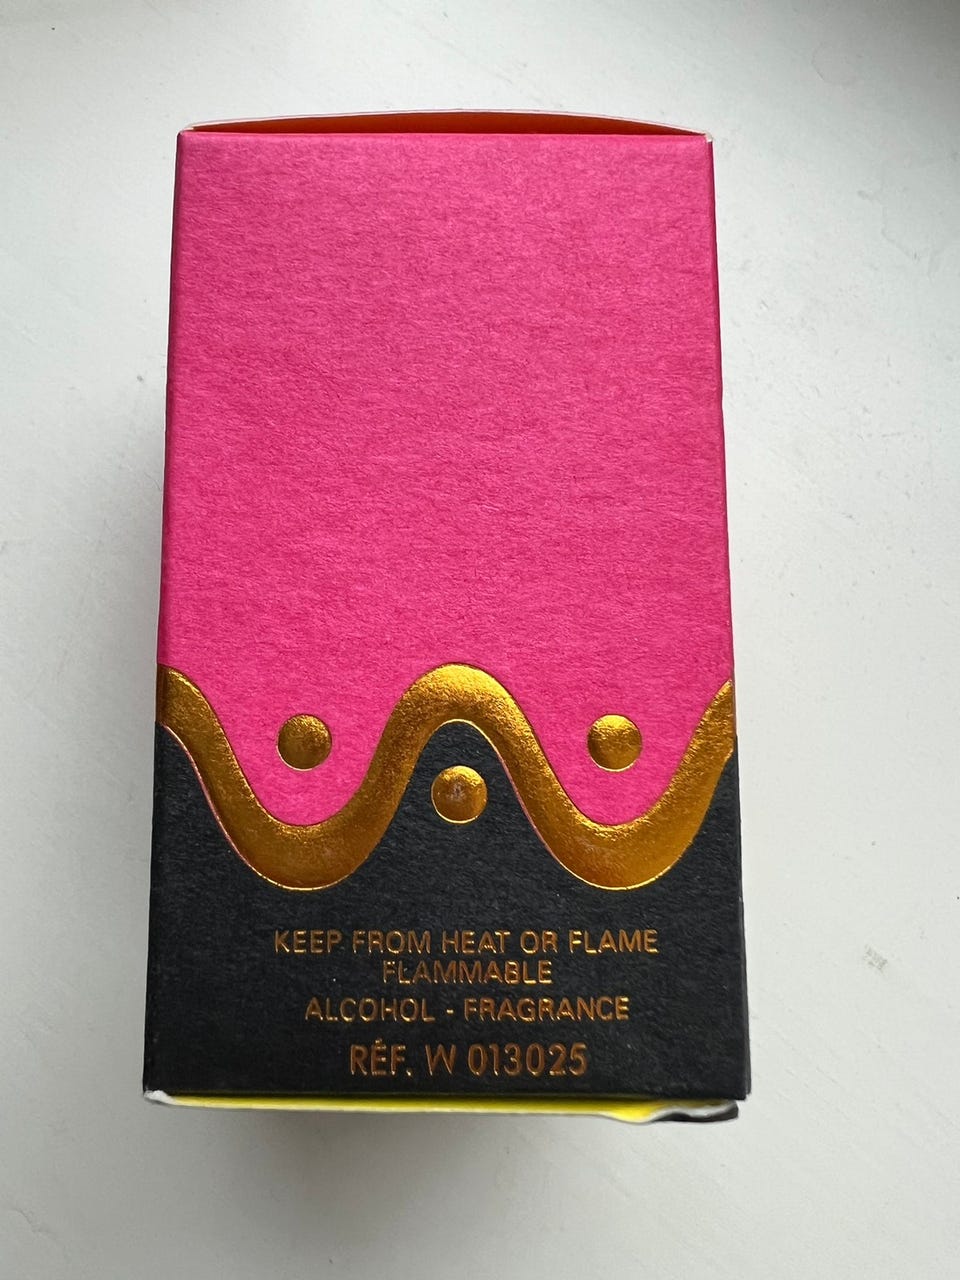 KEEP FROM HEAT OR FLAME
FLAMMABLE
ALCOHOL - FRAGRANCE
RÉF. W 013025